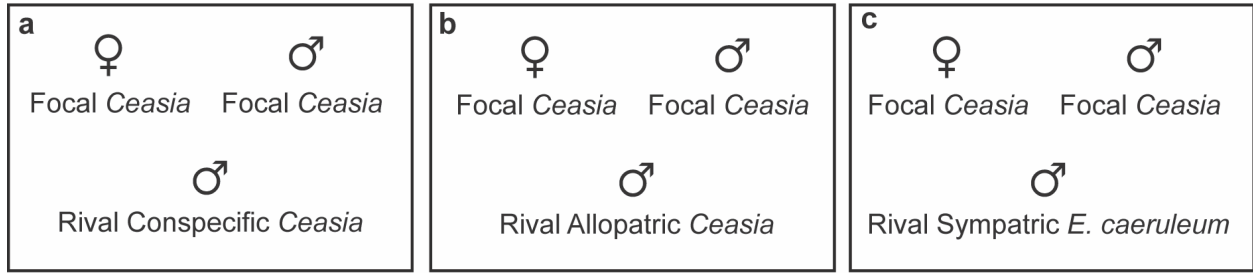 a
♀ ♂
Focal Ceasia Focal Ceasia
♂
Rival Conspecific Ceasia
b
♀ ♂
Focal Ceasia Focal Ceasia
♂
Rival Allopatric Ceasia
c
♀ ♂
Focal Ceasia Focal Ceasia
♂
Rival Sympatric E. caeruleum